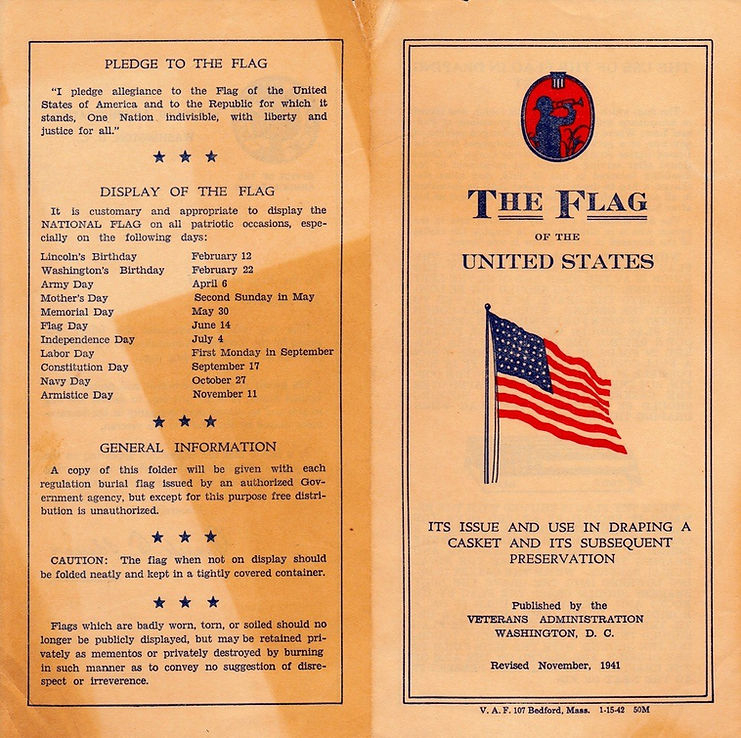 PLEDGE TO THE FLAG
"I pledge allegiance to the Flag of the United
States of America and to the Republic for which it
stands, One Nation indivisible, with liberty and
justice for all."
DISPLAY OF THE FLAG
It is customary and appropriate to display the
NATIONAL FLAG on all patriotic occasions, espe-
cially on the following days:
Lincoln's Birthday February 12
Washington's Birthday February 22
Army Day April 6
Mother's Day Second Sunday in May
Memorial Day May 30
Flag Day June 14
Independence Day July 4
Labor Day First Monday in September
Constitution Day September 17
Navy Day October 27
Armistice Day November 11
GENERAL INFORMATION
A copy of this folder will be given with each
regulation burial flag issued by an authorized Gov-
ernment agency, but except for this purpose free distri-
bution is unauthorized.
CAUTION: The flag when not on display should
be folded neatly and kept in a tightly covered container.
Flags which are badly worn, torn, or soiled should no
longer be publicly displayed, but may be retained pri-
vately as mementos or privately destroyed by burning
in such manner as to convey no suggestion of disre-
spect or irreverence.
THE FLAG
OF THE
UNITED STATES
ITS ISSUE AND USE IN DRAPING A
CASKET AND ITS SUBSEQUENT
PRESERVATION
Published by the
VETERANS ADMINISTRATION
WASHINGTON, D. C.
Revised November, 1941
V. A. F. 107 Bedford, Mass. 1-15-42 50M